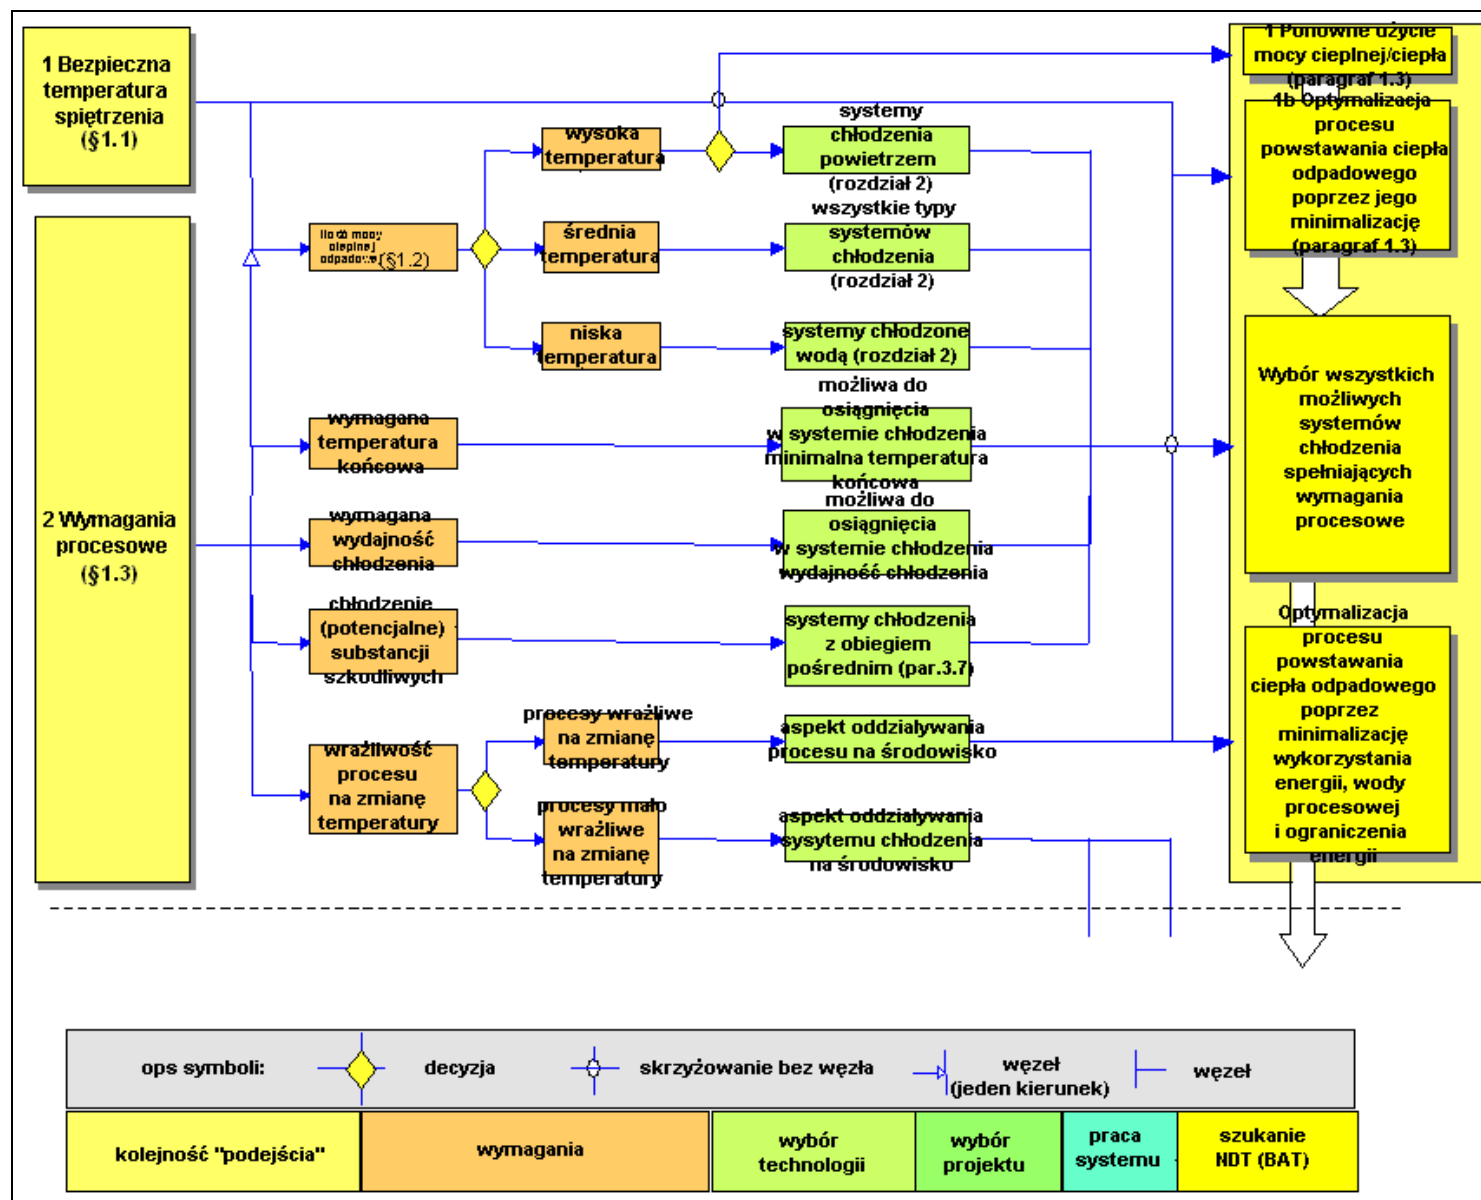 1 Bezpieczna
temperatura
spiętrzenia
(§1.1)
2 Wymagania
procesowe
(§1.3)
Ilość mocy
cieplnej
odpadowe(§1.2)
wysoka
temperatura
średnia
temperatura
niska
temperatura
wymagana
temperatura
końcowa
wymagana
wydajność
chłodzenia
chłodzenie
(potencjalne)
substancji
szkodliwych
wrażliwość
procesu
na zmianę
temperatury
procesy wrażliwe
na zmianę
temperatury
procesy mało
wrażliwe
na zmianę
temperatury
systemy
chłodzenia
powietrzem
(rozdział 2)
wszystkie typy
systemów
chłodzenia
(rozdział 2)
systemy chłodzone
wodą (rozdział 2)
możliwa do
osiągnięcia
w systemie chłodzenia
minimalna temperatura
końcowa
możliwa do
osiągnięcia
w systemie chłodzenia
wydajność chłodzenia
systemy chłodzenia
z obiegiem
pośrednim (par.3.7)
aspekt oddziaływania
procesu na środowisko
aspekt oddziaływania
sysytemu chłodzenia
na środowisko
1 Ponowne użycie
mocy cieplnej/ciepła
(paragraf 1.3)
1b Optymalizacja
procesu
powstawania ciepła
odpadowego
poprzez jego
minimalizację
(paragraf 1.3)
Wybór wszystkich
możliwych
systemów
chłodzenia
spełniających
wymagania
procesowe
Optymalizacja
procesu
powstawania
ciepła odpadowego
poprzez
minimalizację
wykorzystania
energii, wody
procesowej
i ograniczenia
energii
ops symboli:
decyzja
skrzyżowanie bez węzła
węzeł
(jeden kierunek)
węzeł
kolejność "podejścia"
wymagania
wybór
technologii
wybór
projektu
praca
systemu
szukanie
NDT (BAT)